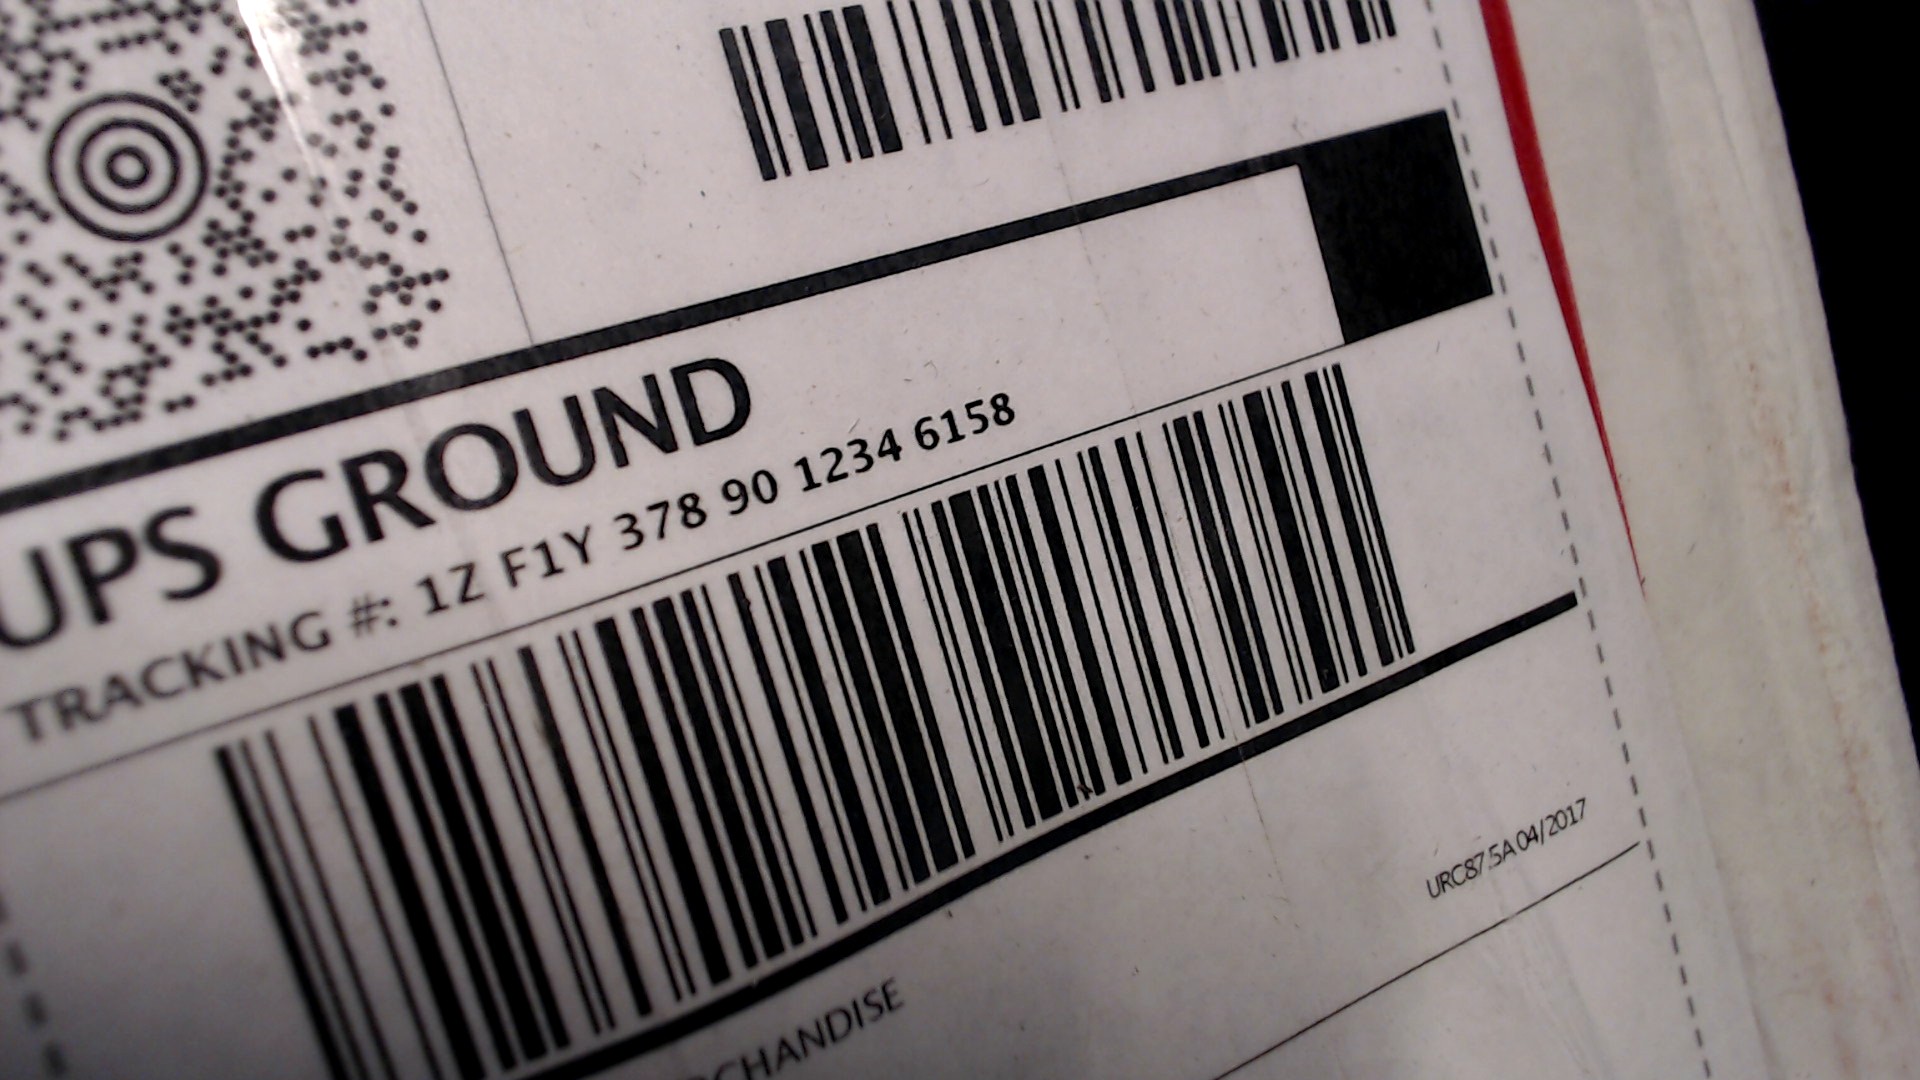 UPS GROUND
TRACKING #: 1Z F1Y 378 90 1234 6158
URC87.5A 04/2017
CHANDISE